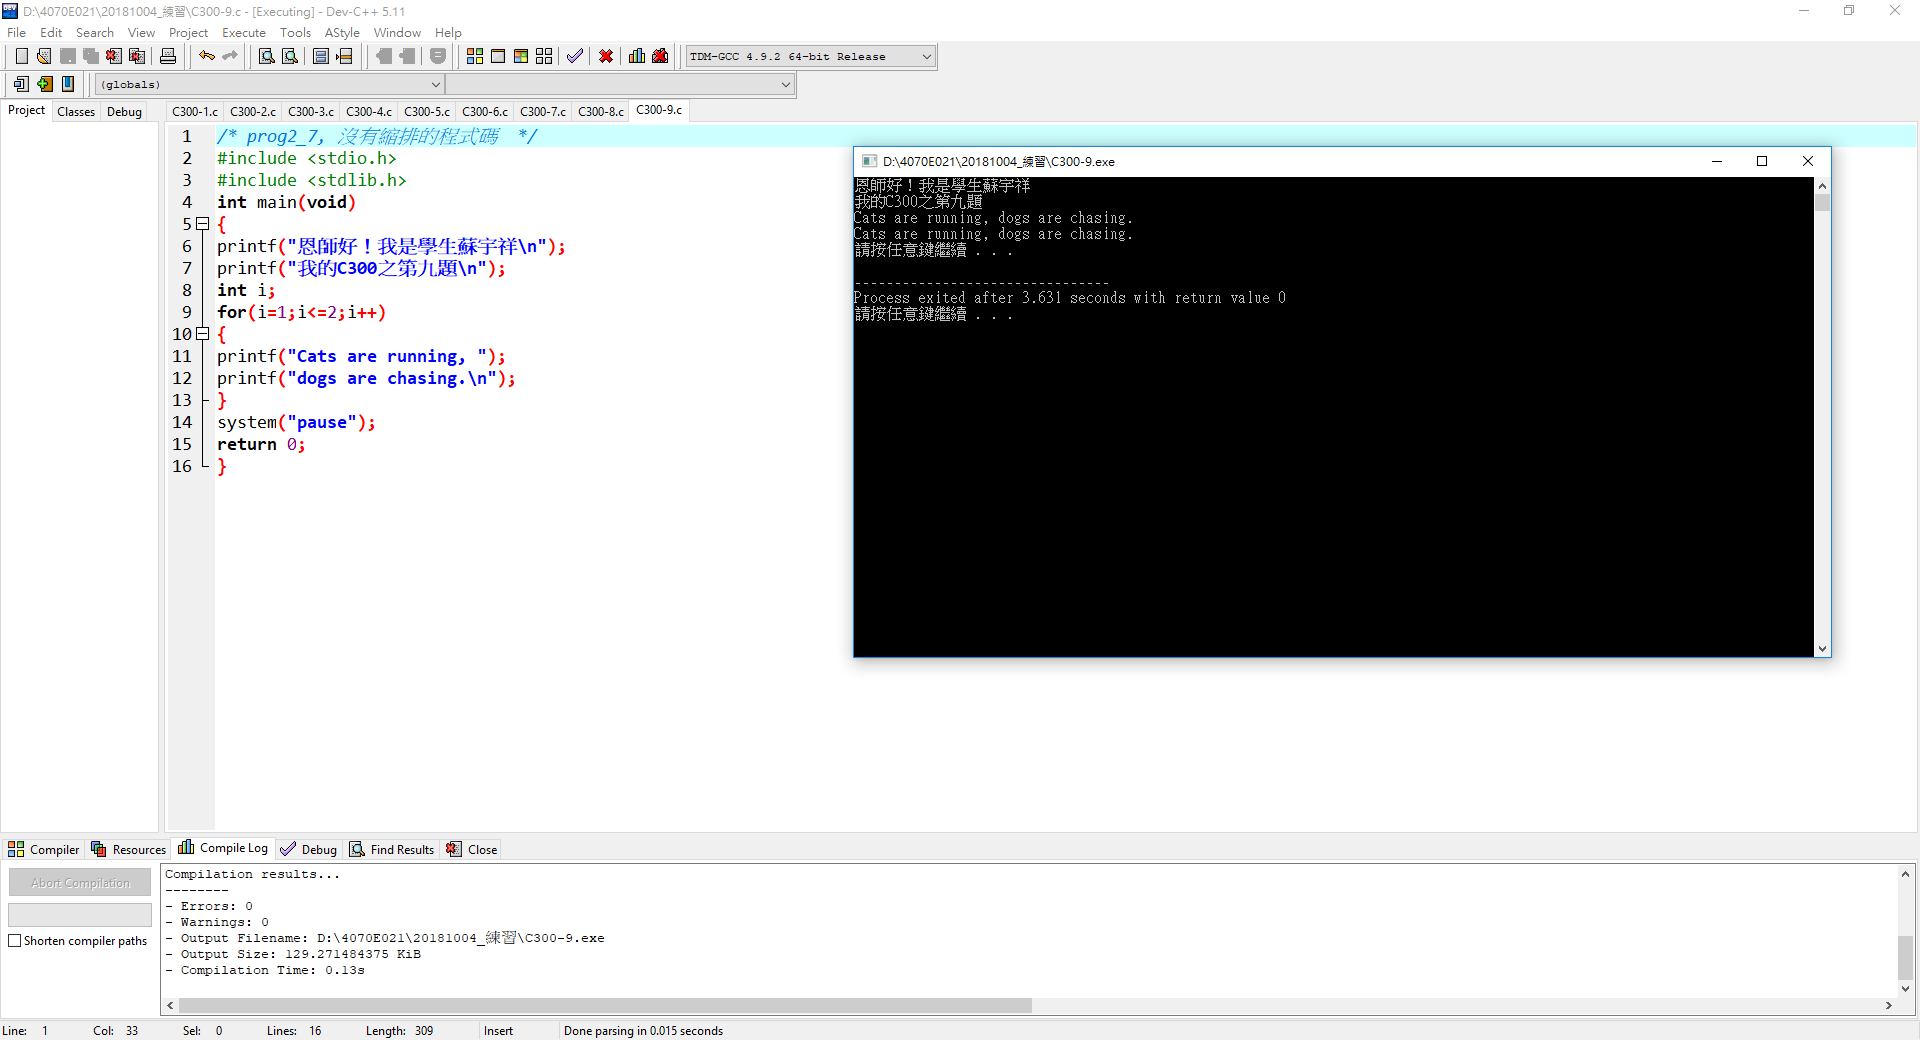 D:\4070E021\20181004_練習\C300-9.c - [Executing] - Dev-C++ 5.11
File Edit Search View Project Execute Tools AStyle Window Help
TDM-GCC 4.9.2 64-bit Release
(globals)
Project Classes Debug
C300-1.c C300-2.c C300-3.c C300-4.c C300-5.c C300-6.c C300-7.c C300-8.c C300-9.c
1 /* prog2_7, 沒有縮排的程式碼  */
2 #include <stdio.h>
3 #include <stdlib.h>
4 int main(void)
5 {
6 printf("恩師好！我是學生蘇宇祥\n");
7 printf("我的C300之第九題\n");
8 int i;
9 for(i=1;i<=2;i++)
10 {
11 printf("Cats are running, ");
12 printf("dogs are chasing.\n");
13 }
14 system("pause");
15 return 0;
16 }
D:\4070E021\20181004_練習\C300-9.exe
恩師好！我是學生蘇宇祥
我的C300之第九題
Cats are running, dogs are chasing.
Cats are running, dogs are chasing.
請按任意鍵繼續 . . .
--------------------------------
Process exited after 3.631 seconds with return value 0
請按任意鍵繼續 . . .
Compiler Resources Compile Log Debug Find Results Close
Abort Compilation
Shorten compiler paths
Compilation results...
--------
- Errors: 0
- Warnings: 0
- Output Filename: D:\4070E021\20181004_練習\C300-9.exe
- Output Size: 129.271484375 KiB
- Compilation Time: 0.13s
Line: 1 Col: 33 Sel: 0 Lines: 16 Length: 309 Insert Done parsing in 0.015 seconds